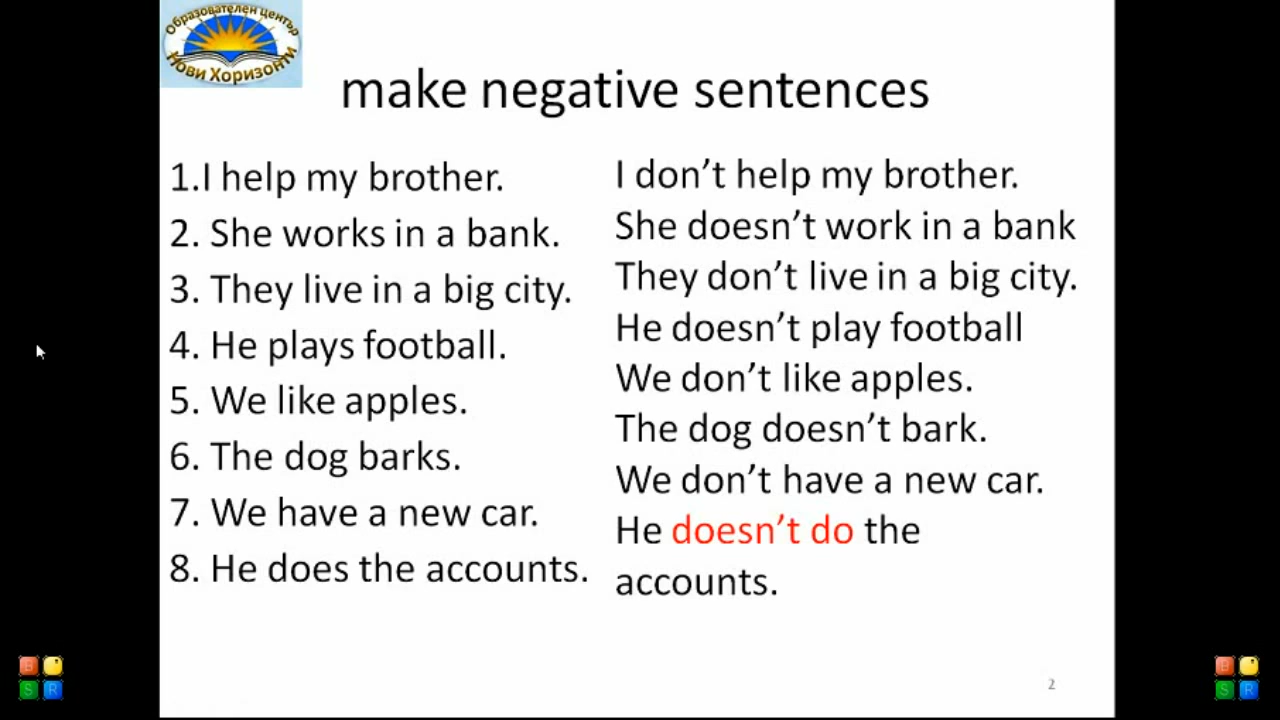 Образователен център
Нови Хоризонти
make negative sentences
1.I help my brother.
2. She works in a bank.
3. They live in a big city.
4. He plays football.
5. We like apples.
6. The dog barks.
7. We have a new car.
8. He does the accounts.
I don’t help my brother.
She doesn’t work in a bank
They don’t live in a big city.
He doesn’t play football
We don’t like apples.
The dog doesn’t bark.
We don’t have a new car.
He doesn’t do the
accounts.
2
B
S R
B
S R